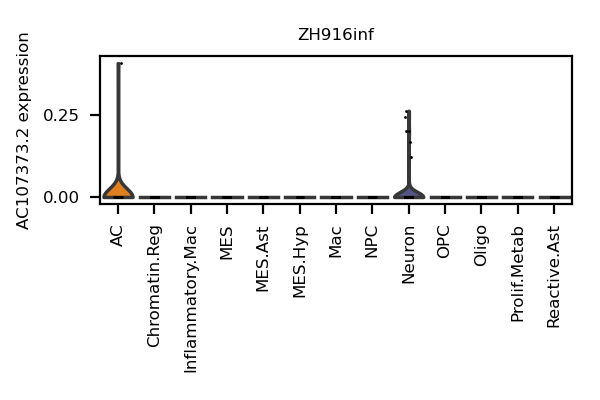 ZH916inf
AC107373.2 expression
0.25
0.00
AC
Chromatin.Reg
Inflammatory.Mac
MES
MES.Ast
MES.Hyp
Mac
NPC
Neuron
OPC
Oligo
Prolif.Metab
Reactive.Ast